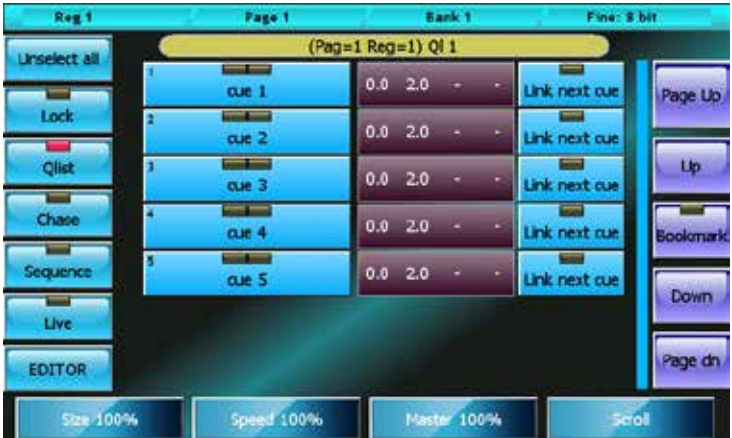 Reg 1 Page 1 Bank 1 Fine: 8 bit
(Pag=1 Reg=1) Ql 1
Unselect all
Lock
Qlist
Chase
Sequence
Live
EDITOR
1 cue 1 0.0 2.0 - - Link next cue
2 cue 2 0.0 2.0 - - Link next cue
3 cue 3 0.0 2.0 - - Link next cue
4 cue 4 0.0 2.0 - - Link next cue
5 cue 5 0.0 2.0 - - Link next cue
Page Up
Up
Bookmark
Down
Page dn
Size 100% Speed 100% Master 100% Scroll